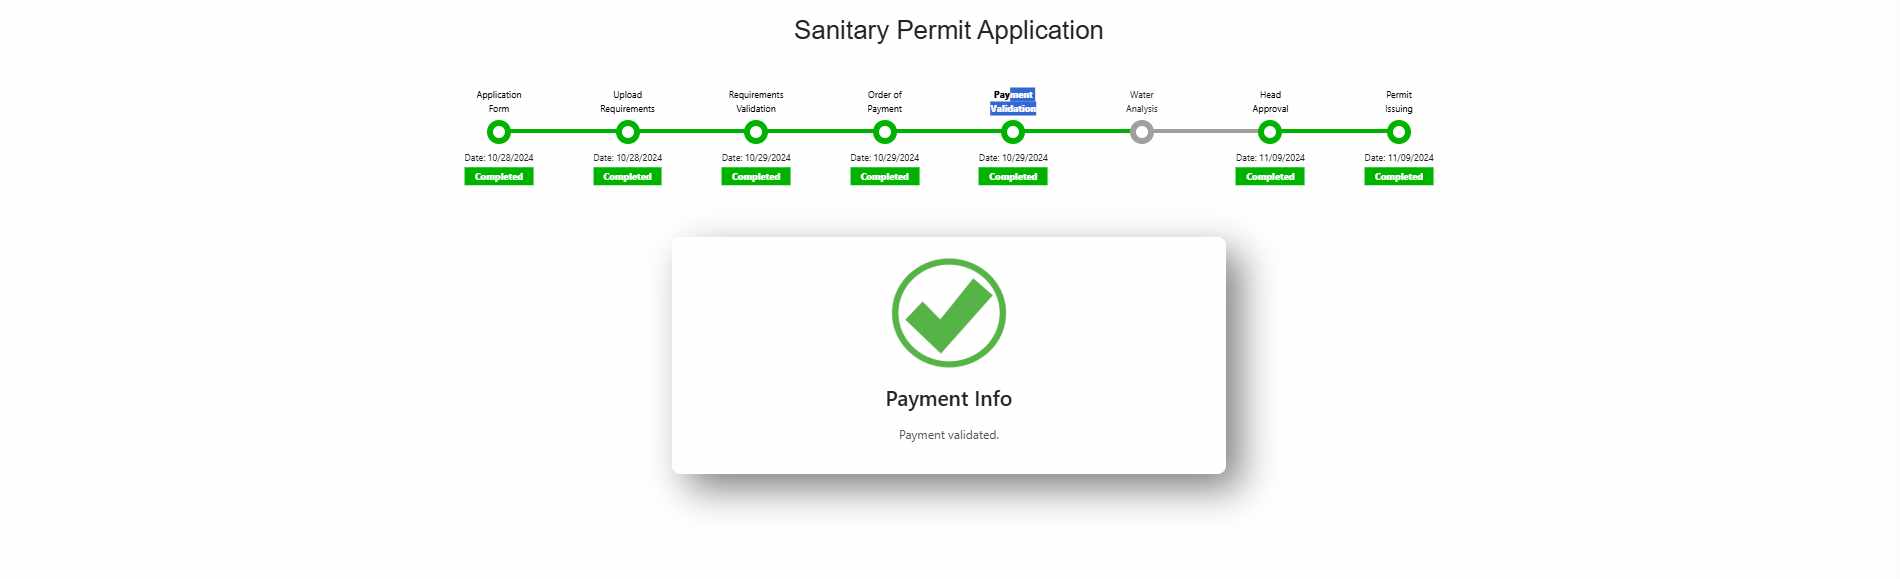 Sanitary Permit Application
Application
Form
Upload
Requirements
Requirements
Validation
Order of
Payment
Payment
Validation
Water
Analysis
Head
Approval
Permit
Issuing
Date: 10/28/2024
Completed
Date: 10/28/2024
Completed
Date: 10/29/2024
Completed
Date: 10/29/2024
Completed
Date: 10/29/2024
Completed
Date: 11/09/2024
Completed
Date: 11/09/2024
Completed
Payment Info
Payment validated.